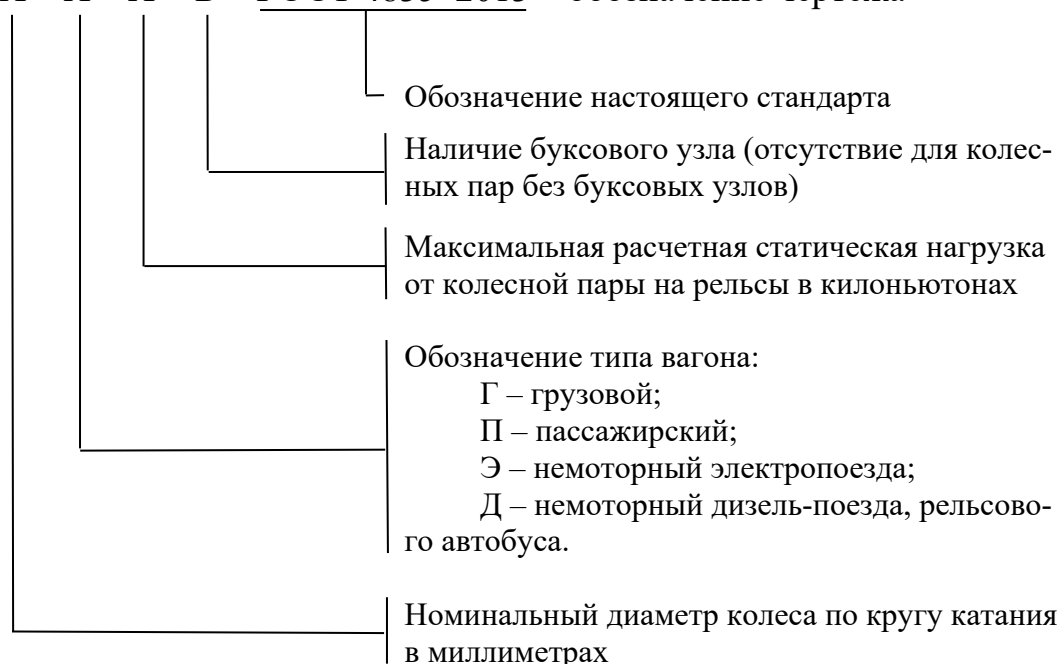 Обозначение настоящего стандарта
Наличие буксового узла (отсутствие для колес-
ных пар без буксовых узлов)
Максимальная расчетная статическая нагрузка
от колесной пары на рельсы в килоньютонах
Обозначение типа вагона:
Г – грузовой;
П – пассажирский;
Э – немоторный электропоезда;
Д – немоторный дизель-поезда, рельсово-
го автобуса.
Номинальный диаметр колеса по кругу катания
в миллиметрах